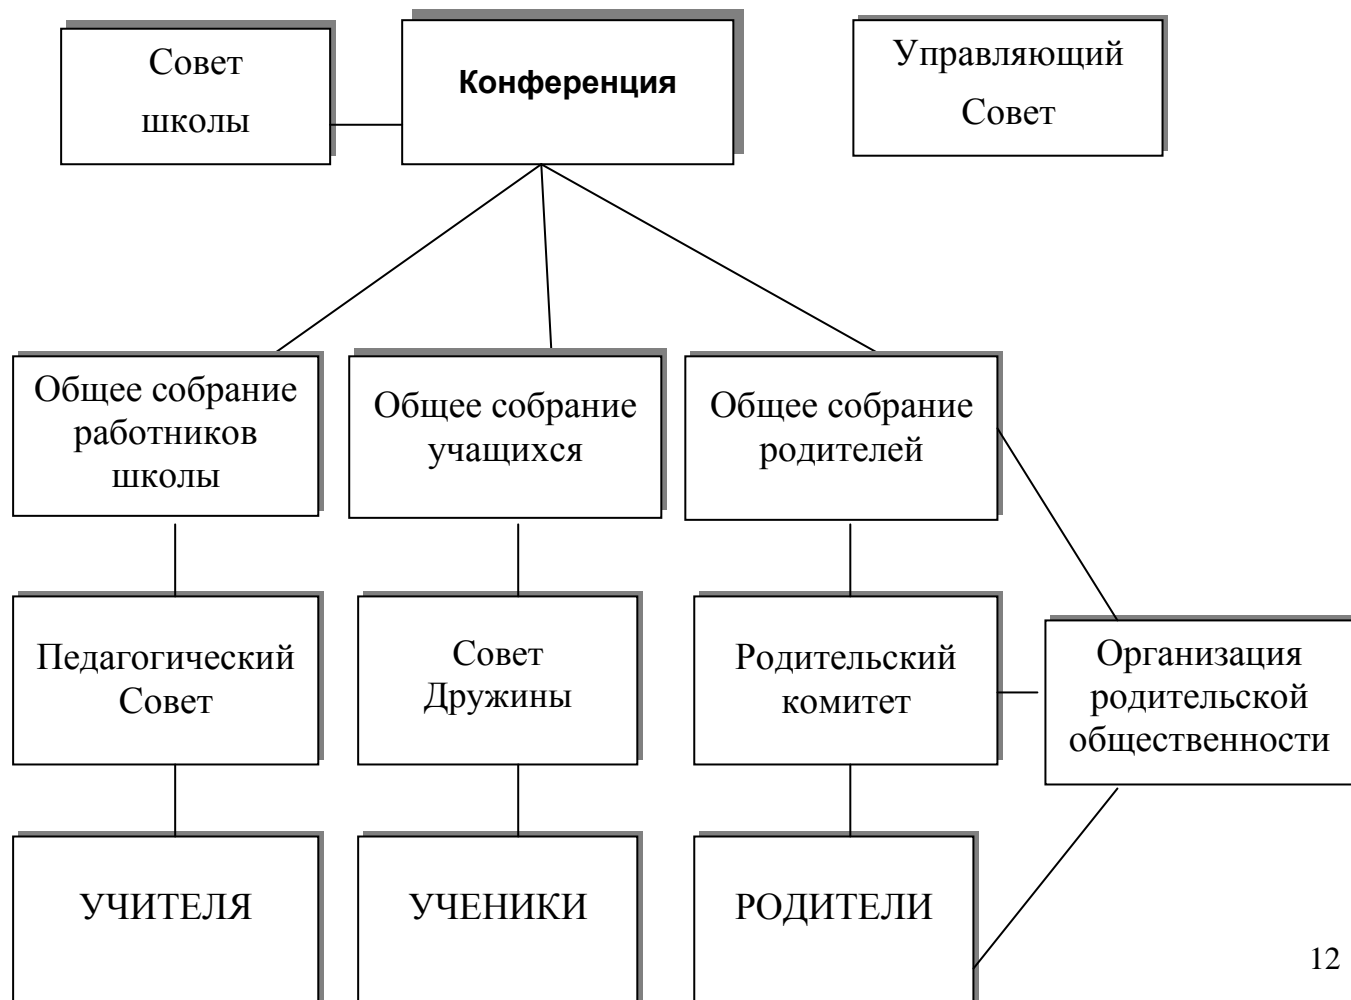 Совет
школы
Конференция
Управляющий
Совет
Общее собрание
работников
школы
Общее собрание
учащихся
Общее собрание
родителей
Педагогический
Совет
Совет
Дружины
Родительский
комитет
Организация
родительской
общественности
УЧИТЕЛЯ
УЧЕНИКИ
РОДИТЕЛИ
12